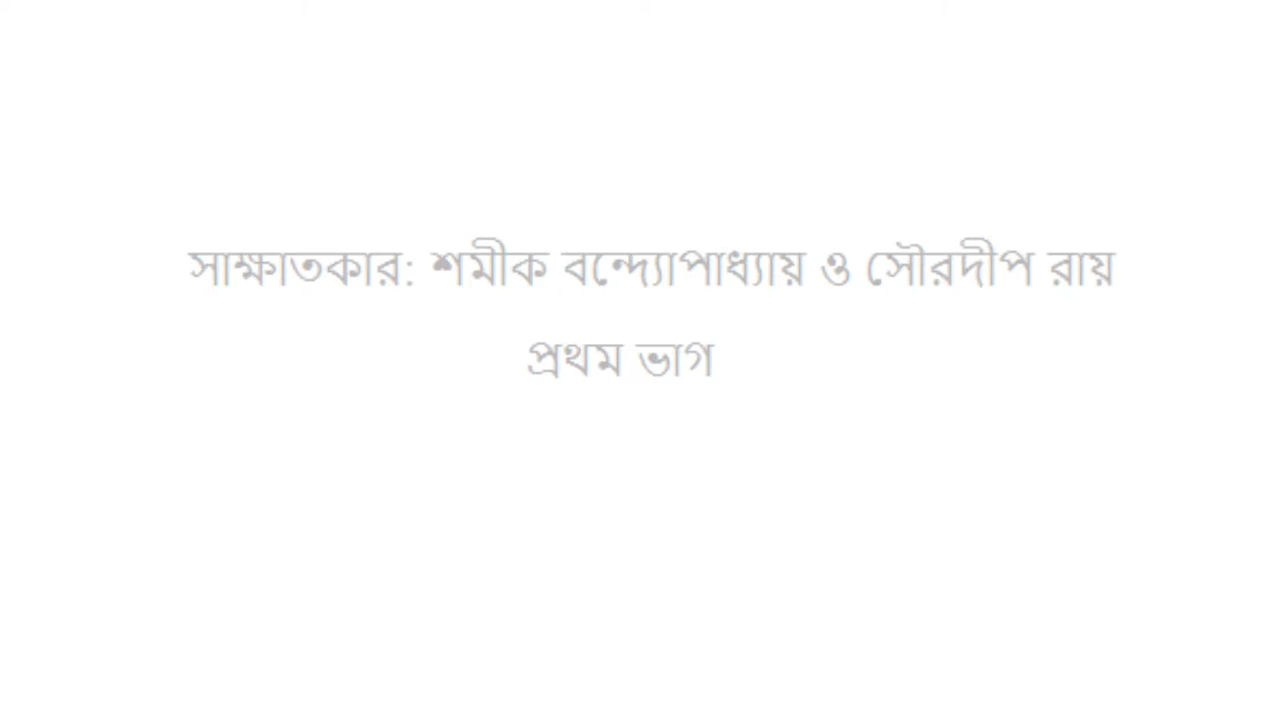 সাক্ষাতকার: শমীক বন্দ্যোপাধ্যায় ও সৌরদীপ রায়
প্রথম ভাগ